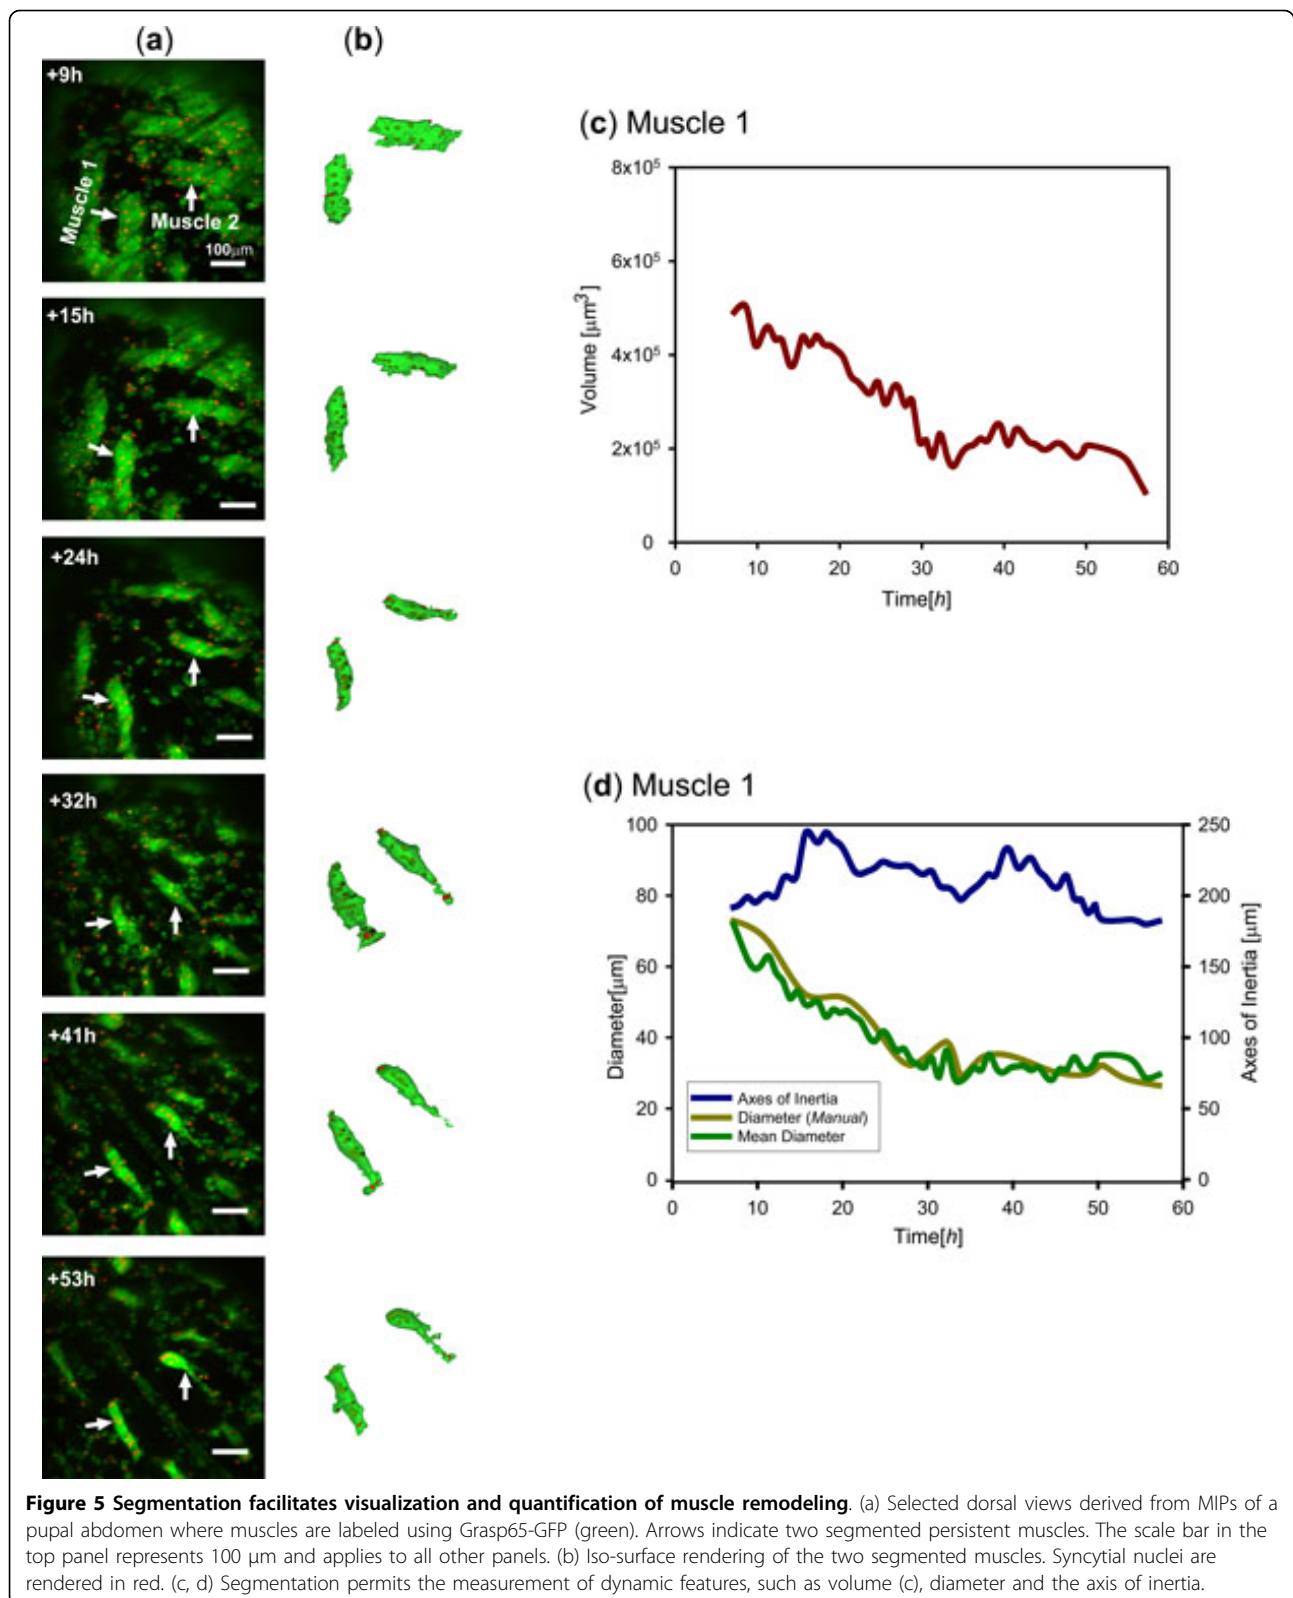 (a)
(b)
+9h
Muscle 1
Muscle 2
100μm
+15h
+24h
+32h
+41h
+53h
(c) Muscle 1
8x10⁵
6x10⁵
4x10⁵
2x10⁵
0
Volume [μm³]
0 10 20 30 40 50 60
Time[h]
(d) Muscle 1
100
80
60
40
20
0
Diameter[μm]
250
200
150
100
50
0
Axes of Inertia [μm]
Axes of Inertia
Diameter (Manual)
Mean Diameter
0 10 20 30 40 50 60
Time[h]
Figure 5 Segmentation facilitates visualization and quantification of muscle remodeling. (a) Selected dorsal views derived from MIPs of a
pupal abdomen where muscles are labeled using Grasp65-GFP (green). Arrows indicate two segmented persistent muscles. The scale bar in the
top panel represents 100 μm and applies to all other panels. (b) Iso-surface rendering of the two segmented muscles. Syncytial nuclei are
rendered in red. (c, d) Segmentation permits the measurement of dynamic features, such as volume (c), diameter and the axis of inertia.